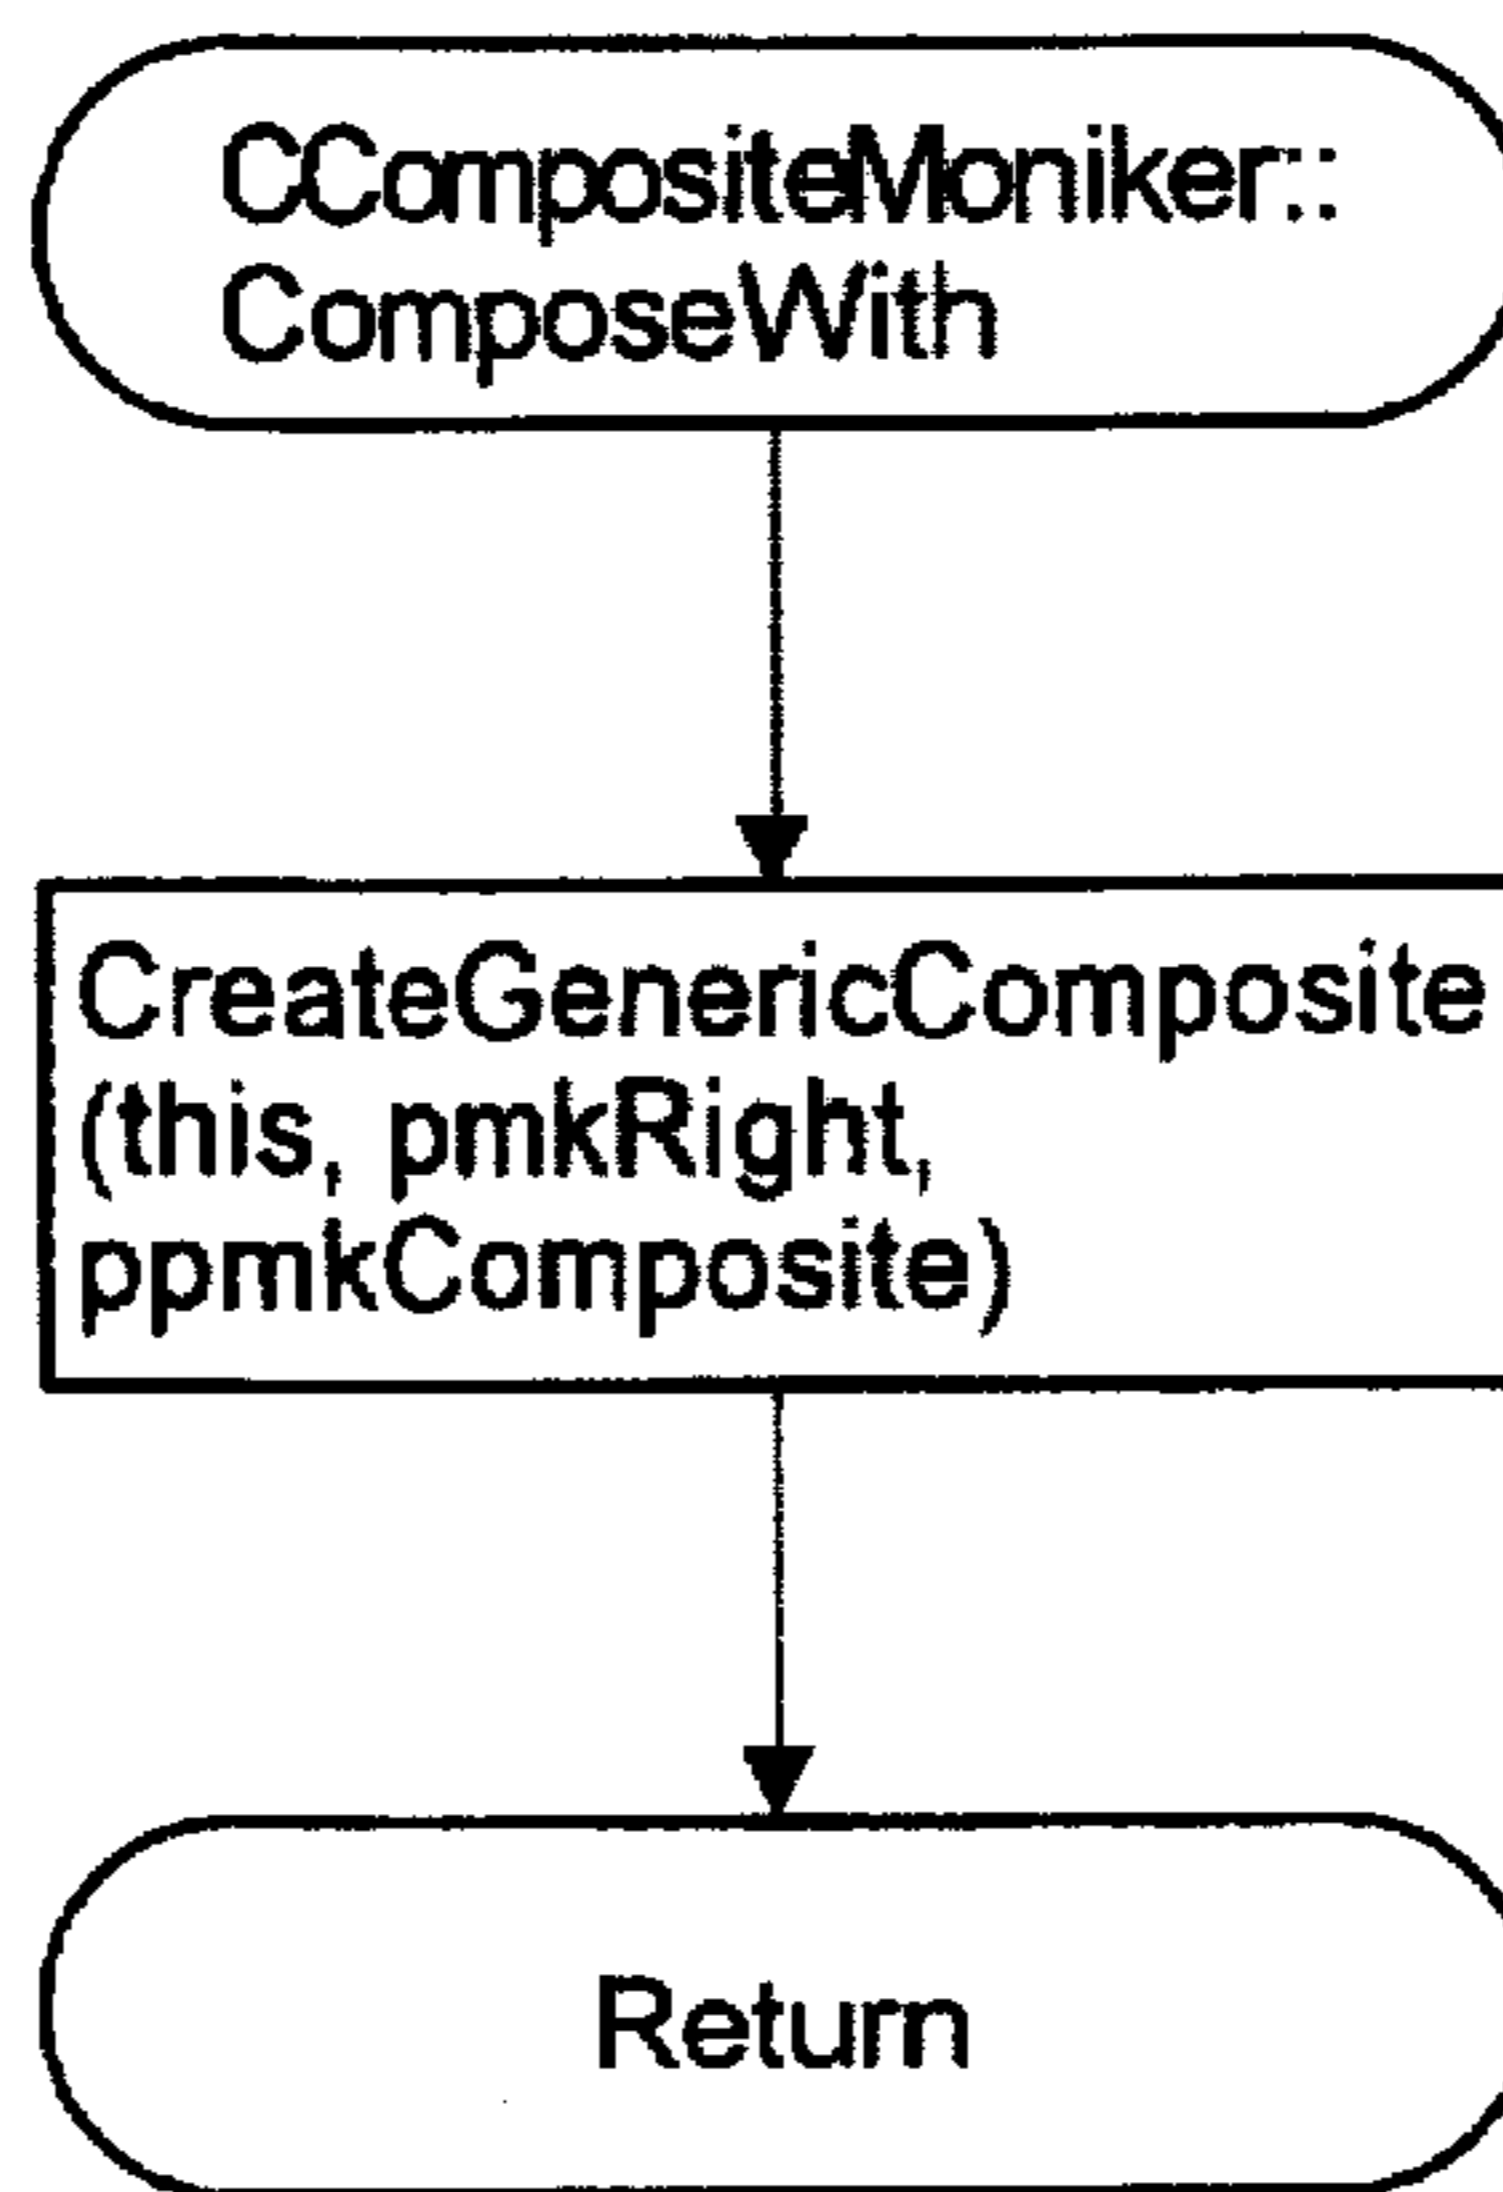 CCompositeMoniker::
ComposeWith
CreateGenericComposite
(this, pmkRight,
ppmkComposite)
Return